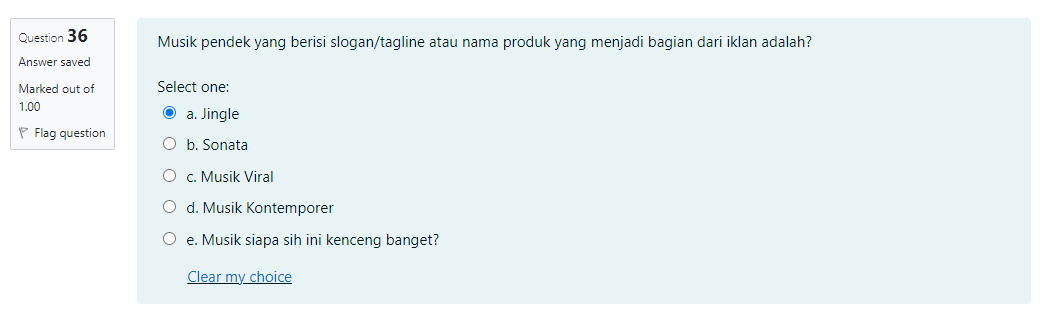 Question 36
Answer saved
Marked out of
1.00
Flag question
Musik pendek yang berisi slogan/tagline atau nama produk yang menjadi bagian dari iklan adalah?
Select one:
a. Jingle
b. Sonata
c. Musik Viral
d. Musik Kontemporer
e. Musik siapa sih ini kenceng banget?
Clear my choice